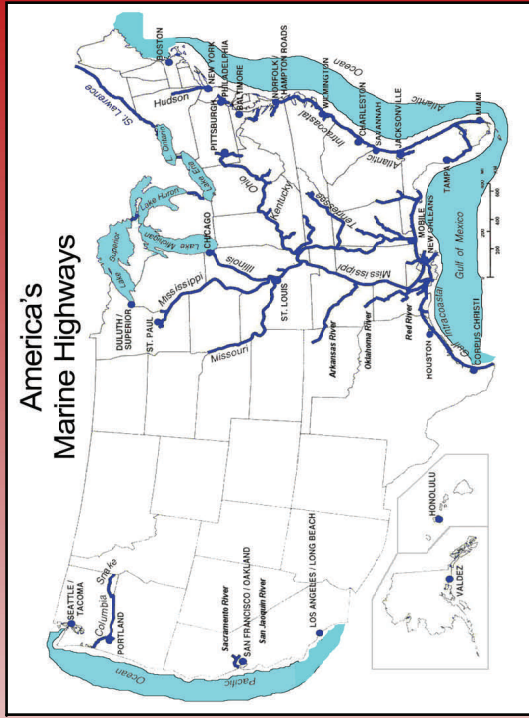 America's
Marine Highways
SEATTLE /
TACOMA
Columbia
Snake
PORTLAND
Ocean
Pacific
Sacramento River
SAN FRANCISCO / OAKLAND
San Jaoquin River
LOS ANGELES / LONG BEACH
VALDEZ
HONOLULU
DULUTH /
SUPERIOR
ST. PAUL
Mississippi
Missouri
Lake
Superior
Lake Michigan
Lake Huron
Lake Erie
Ontario
St. Lawrence
CHICAGO
Illinois
ST. LOUIS
Ohio
Kentucky
Tennessee
Mississippi
Arkansas River
Oklahoma River
Red River
HOUSTON
CORPUS CHRISTI
Gulf Intracoastal
MOBILE
NEW ORLEANS
Gulf of Mexico
TAMPA
MIAMI
JACKSONVILLE
SAVANNAH
CHARLESTON
WILMINGTON
NORFOLK /
HAMPTON ROADS
Atlantic
Intracoastal
Atlantic
Ocean
BALTIMORE
PHILADELPHIA
PITTSBURGH
NEW YORK
Hudson
BOSTON